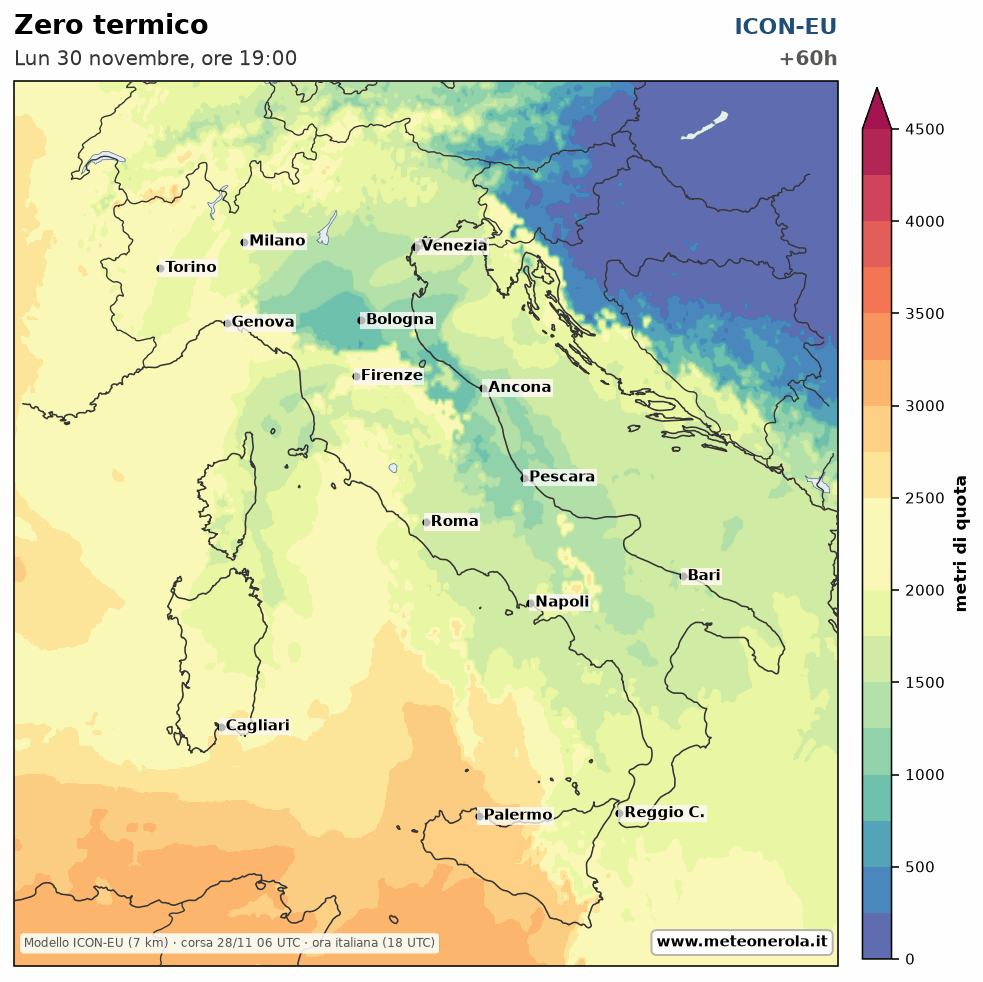 Zero termico
ICON-EU
Lun 30 novembre, ore 19:00
+60h
Milano
Venezia
Torino
Genova
Bologna
Firenze
Ancona
Pescara
Roma
Bari
Napoli
Cagliari
Palermo
Reggio C.
4500
4000
3500
3000
2500
2000
1500
1000
500
0
metri di quota
Modello ICON-EU (7 km) · corsa 28/11 06 UTC · ora italiana (18 UTC)
www.meteonerola.it